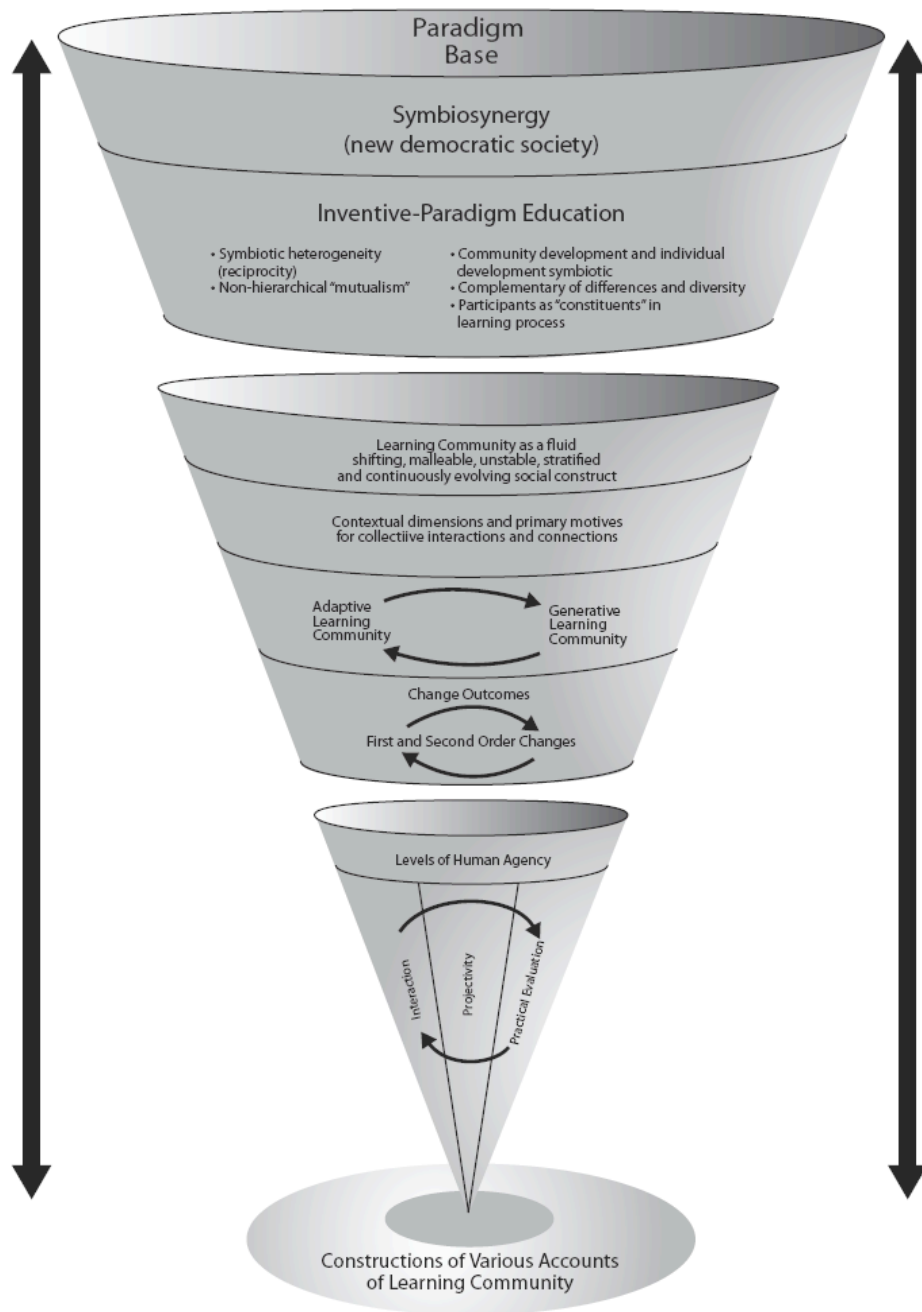 Paradigm
Base
Symbiosynergy
(new democratic society)
Inventive-Paradigm Education
• Symbiotic heterogeneity
(reciprocity)
• Non-hierarchical “mutualism”
• Community development and individual
development symbiotic
• Complementary of differences and diversity
• Participants as “constituents” in
learning process
Learning Community as a fluid
shifting, malleable, unstable, stratified
and continuously evolving social construct
Contextual dimensions and primary motives
for collectiive interactions and connections
Adaptive
Learning
Community
Generative
Learning
Community
Change Outcomes
First and Second Order Changes
Levels of Human Agency
Interaction
Projectivity
Practical Evaluation
Constructions of Various Accounts
of Learning Community